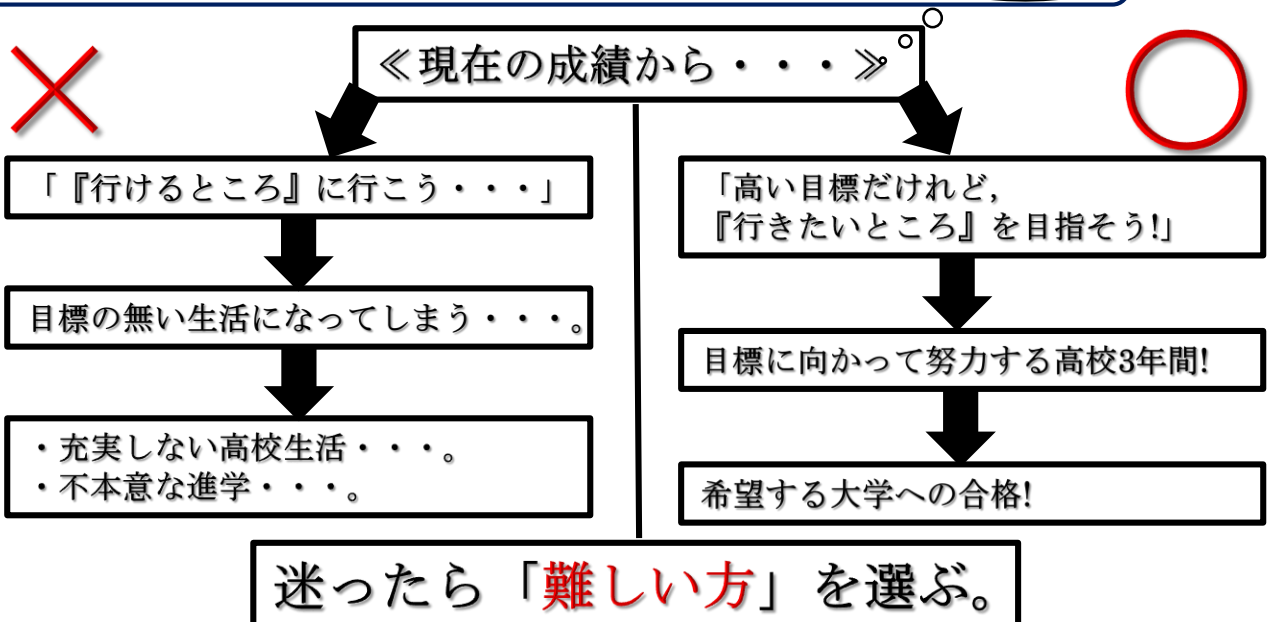 ≪現在の成績から・・・≫
「『行けるところ』に行こう・・・」
目標の無い生活になってしまう・・・。
・充実しない高校生活・・・。
・不本意な進学・・・。
「高い目標だけれど,
『行きたいところ』を目指そう!」
目標に向かって努力する高校3年間!
希望する大学への合格!
迷ったら「難しい方」を選ぶ。